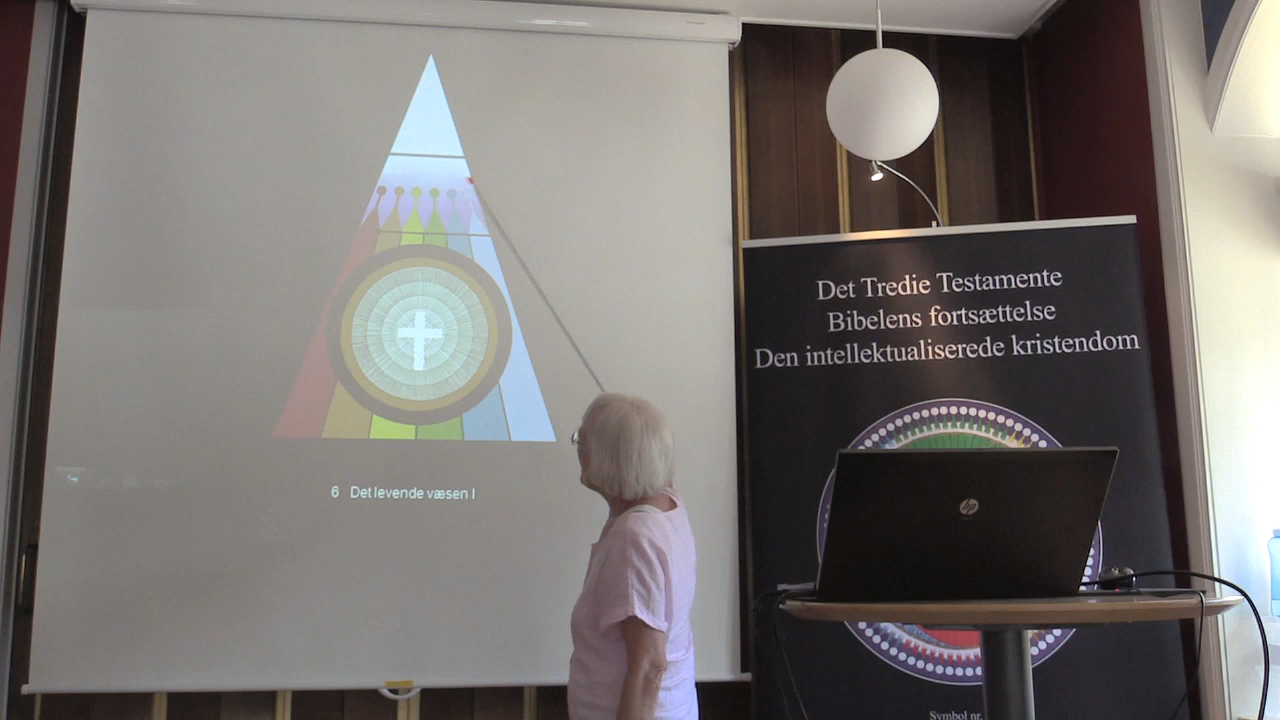 6 Det levende væsen I
Det Tredie Testamente
Bibelens fortsættelse
Den intellektualiserede kristendom
hp
Symbol nr.